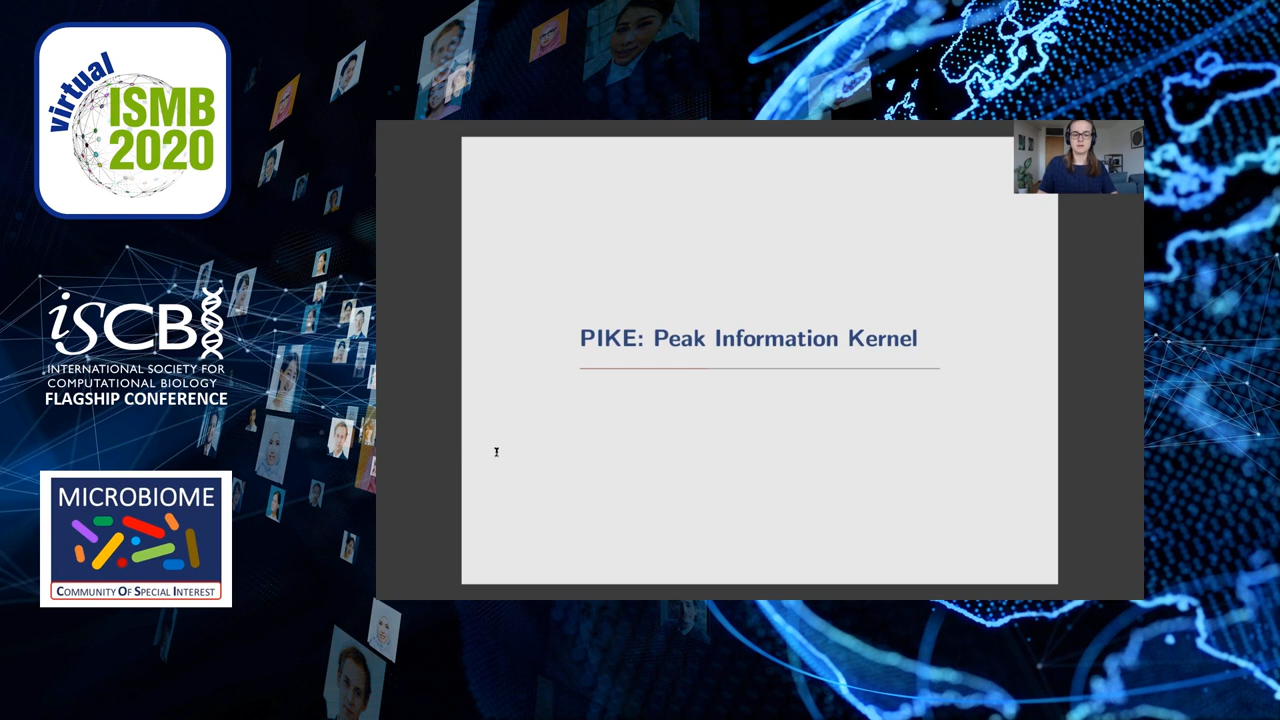 virtual
ISMB
2020
iSCB
INTERNATIONAL SOCIETY FOR
COMPUTATIONAL BIOLOGY
FLAGSHIP CONFERENCE
MICROBIOME
COMMUNITY OF SPECIAL INTEREST
PIKE: Peak Information Kernel